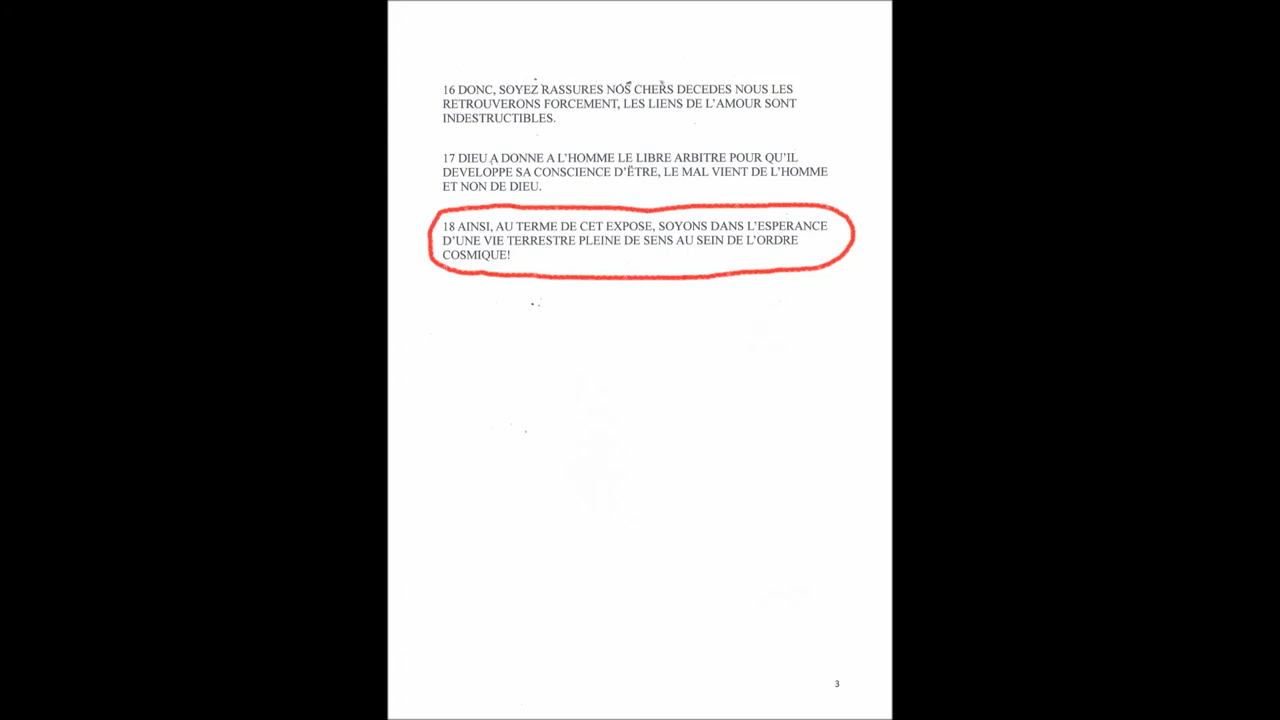 16 DONC, SOYEZ RASSURES NOS CHERS DECEDES NOUS LES
RETROUVERONS FORCEMENT, LES LIENS DE L'AMOUR SONT
INDESTRUCTIBLES.
17 DIEU A DONNE A L'HOMME LE LIBRE ARBITRE POUR QU'IL
DEVELOPPE SA CONSCIENCE D'ËTRE, LE MAL VIENT DE L'HOMME
ET NON DE DIEU.
18 AINSI, AU TERME DE CET EXPOSE, SOYONS DANS L'ESPERANCE
D'UNE VIE TERRESTRE PLEINE DE SENS AU SEIN DE L'ORDRE
COSMIQUE!
3